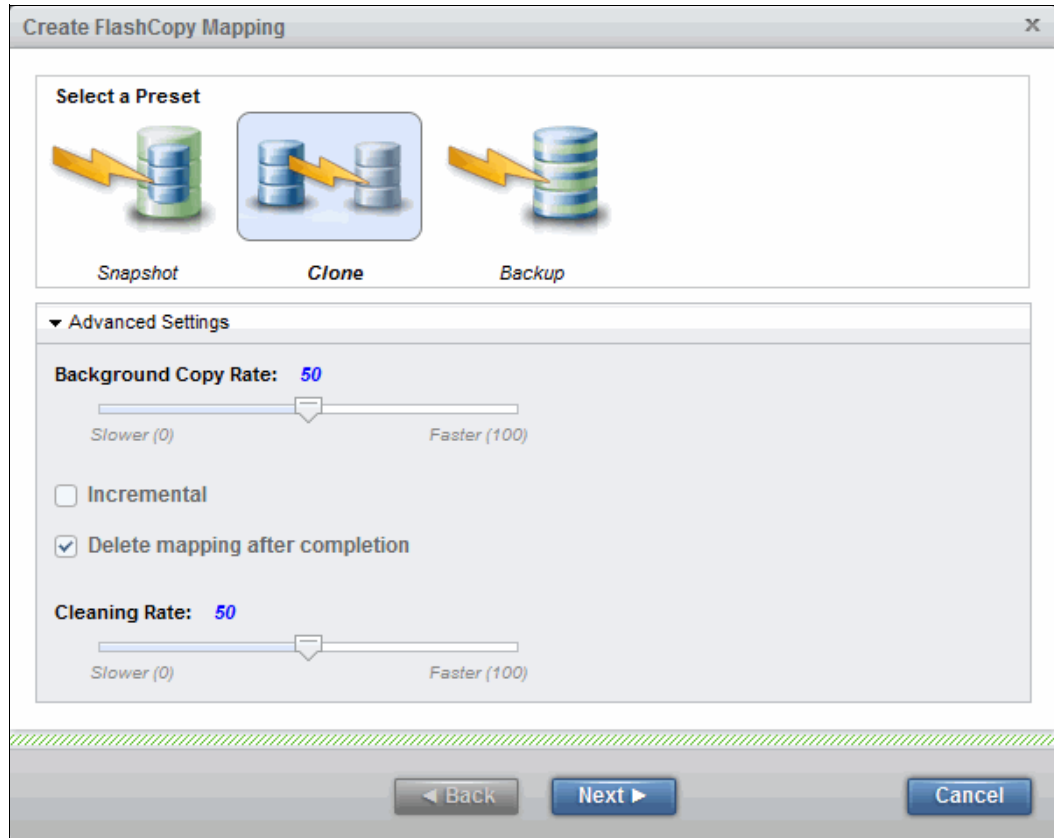 Create FlashCopy Mapping x
Select a Preset
Snapshot Clone Backup
Advanced Settings
Background Copy Rate: 50
Slower (0) Faster (100)
Incremental
Delete mapping after completion
Cleaning Rate: 50
Slower (0) Faster (100)
Back Next Cancel